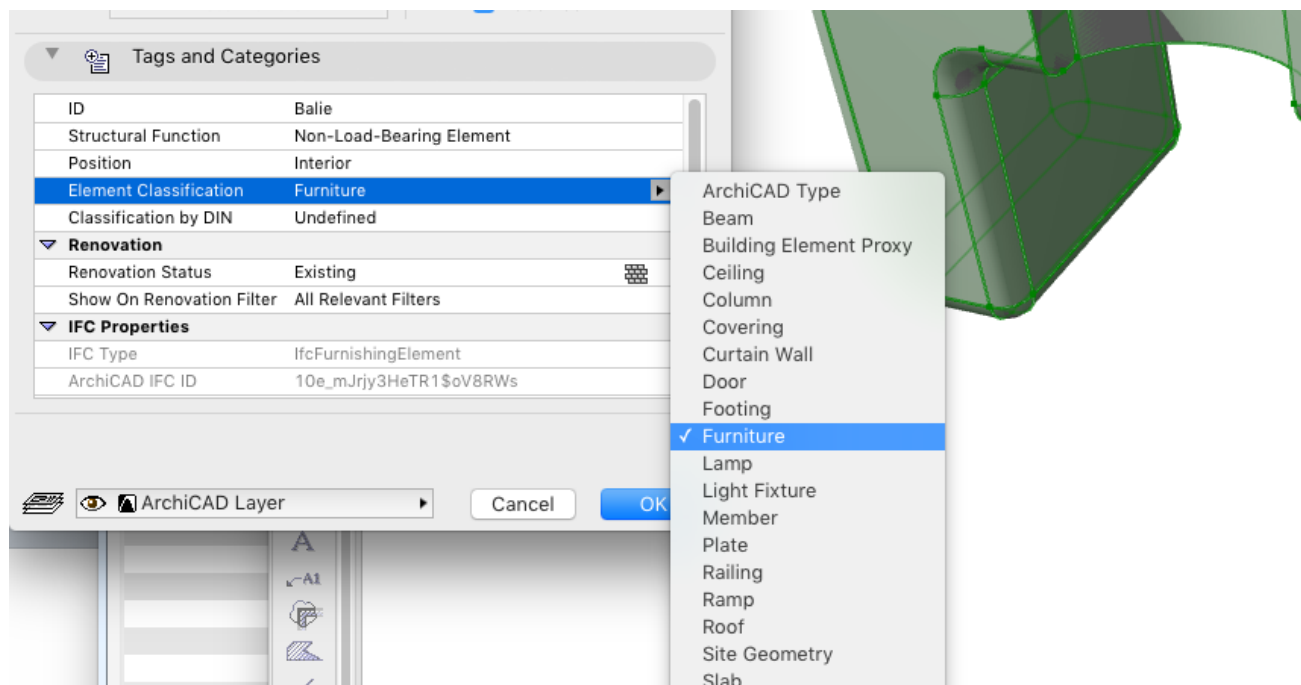 Tags and Categories
ID Balie
Structural Function Non-Load-Bearing Element
Position Interior
Element Classification Furniture
Classification by DIN Undefined
Renovation
Renovation Status Existing
Show On Renovation Filter All Relevant Filters
IFC Properties
IFC Type IfcFurnishingElement
ArchiCAD IFC ID 10e_mJrjy3HeTR1$oV8RWs
ArchiCAD Layer
Cancel
OK
A
A1
ArchiCAD Type
Beam
Building Element Proxy
Ceiling
Column
Covering
Curtain Wall
Door
Footing
✓ Furniture
Lamp
Light Fixture
Member
Plate
Railing
Ramp
Roof
Site Geometry
Slab